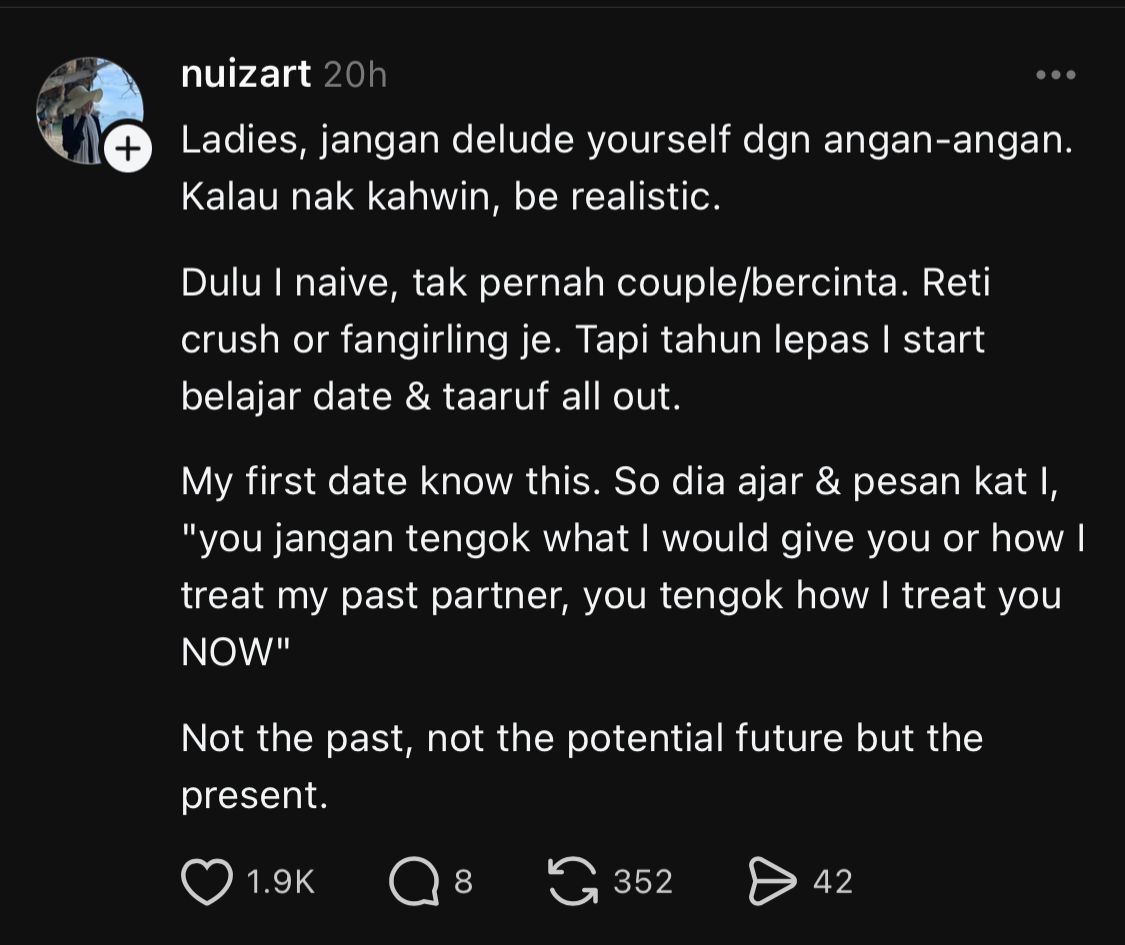 nuizart 20h
Ladies, jangan delude yourself dgn angan-angan.
Kalau nak kahwin, be realistic.
Dulu I naive, tak pernah couple/bercinta. Reti
crush or fangirling je. Tapi tahun lepas I start
belajar date & taaruf all out.
My first date know this. So dia ajar & pesan kat I,
"you jangan tengok what I would give you or how I
treat my past partner, you tengok how I treat you
NOW"
Not the past, not the potential future but the
present.
1.9K 8 352 42